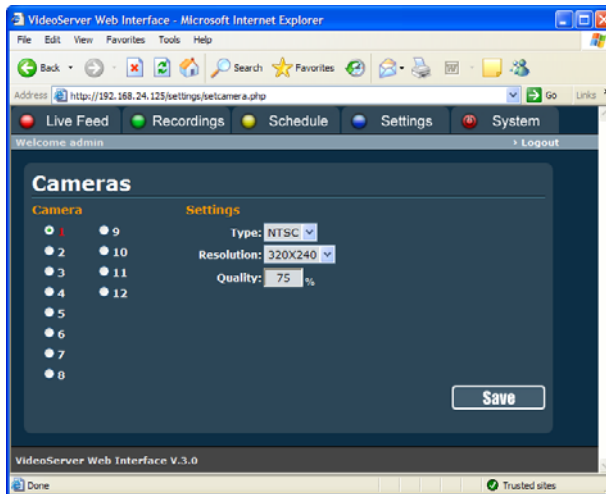 VideoServer Web Interface - Microsoft Internet Explorer
File Edit View Favorites Tools Help
Back Search Favorites
Address http://192.168.24.125/settings/setcamera.php Go Links
Live Feed Recordings Schedule Settings System
Welcome admin Logout
Cameras
Camera Settings
1 9 Type: NTSC
2 10 Resolution: 320X240
3 11 Quality: 75 %
4 12
5
6
7
8
Save
VideoServer Web Interface V.3.0
Done Trusted sites